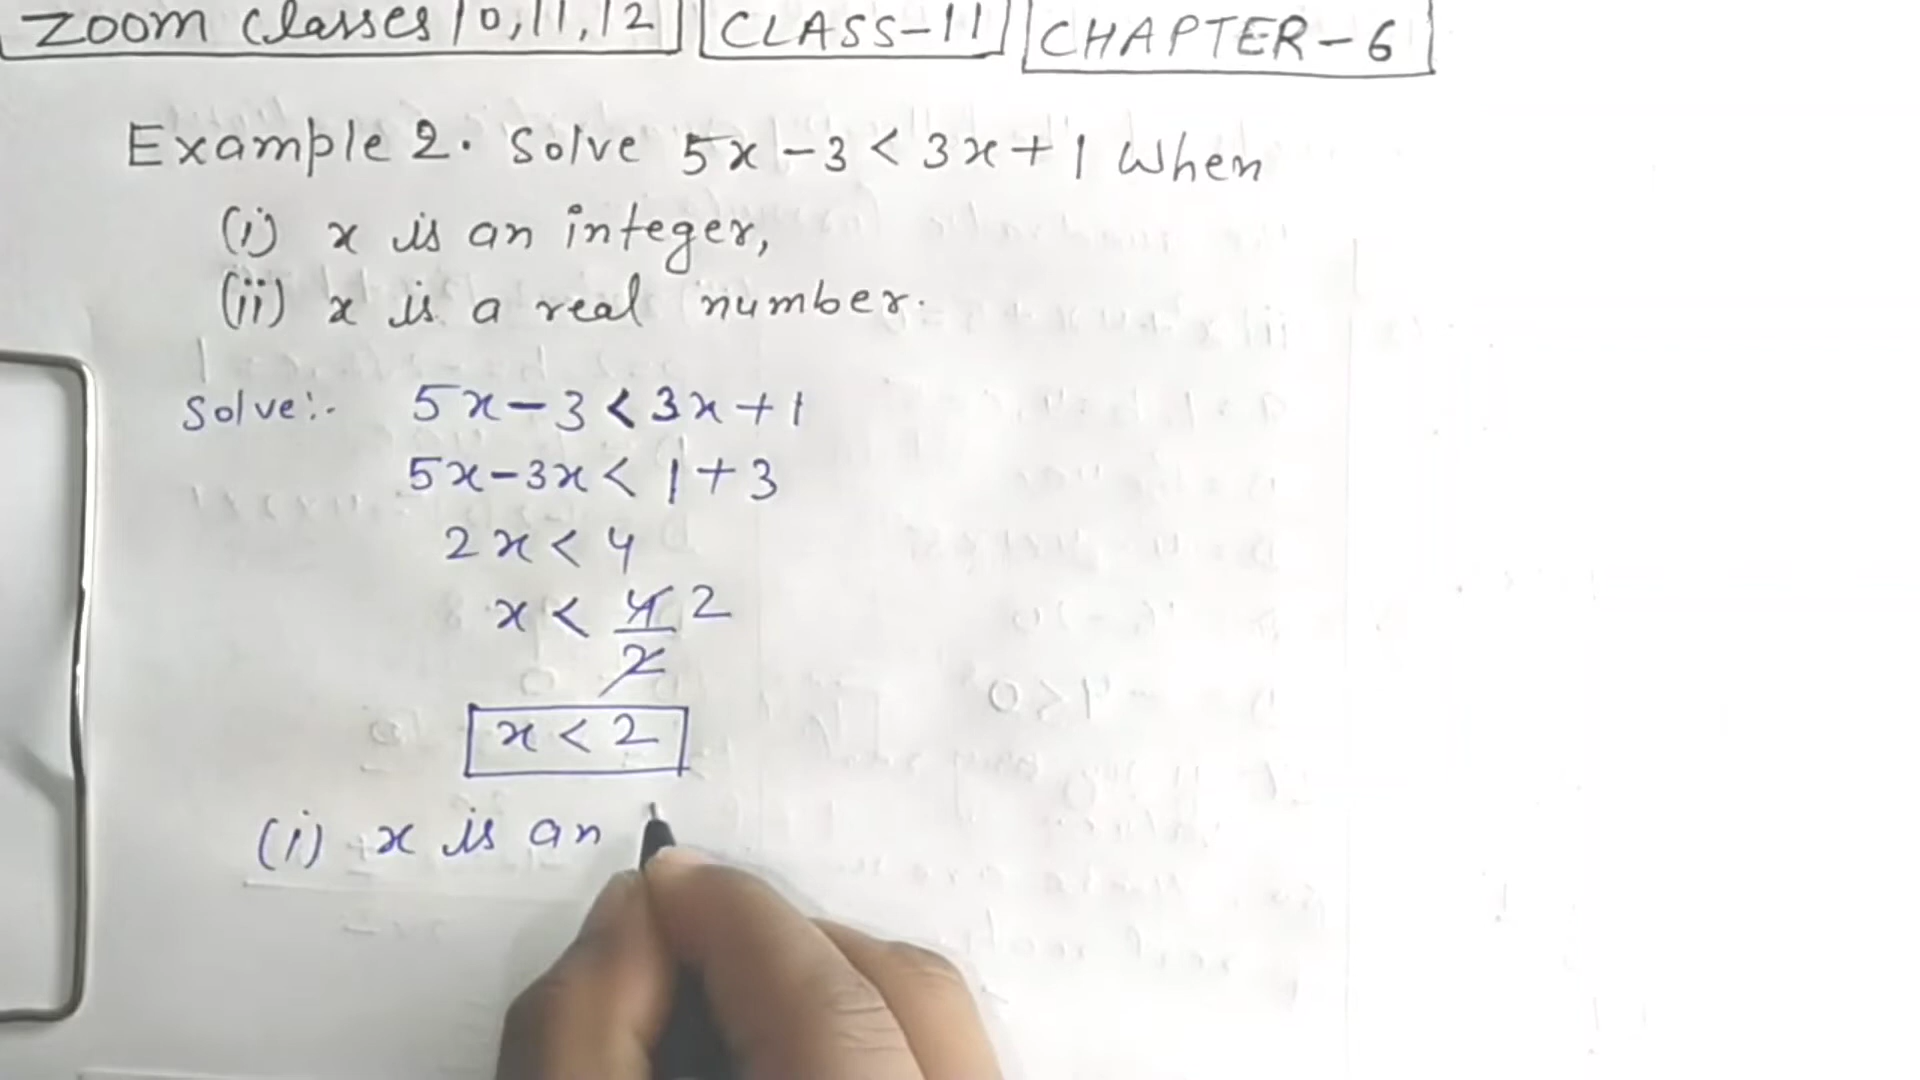 Zoom Classes 10,11,12 CLASS-11 CHAPTER-6
Example 2. Solve 5x-3<3x+1 When
(i) x is an integer,
(ii) x is a real number.
Solve:- 5x-3<3x+1
5x-3x<1+3
2x<4
x<4/2 2
x<2
(i) x is an